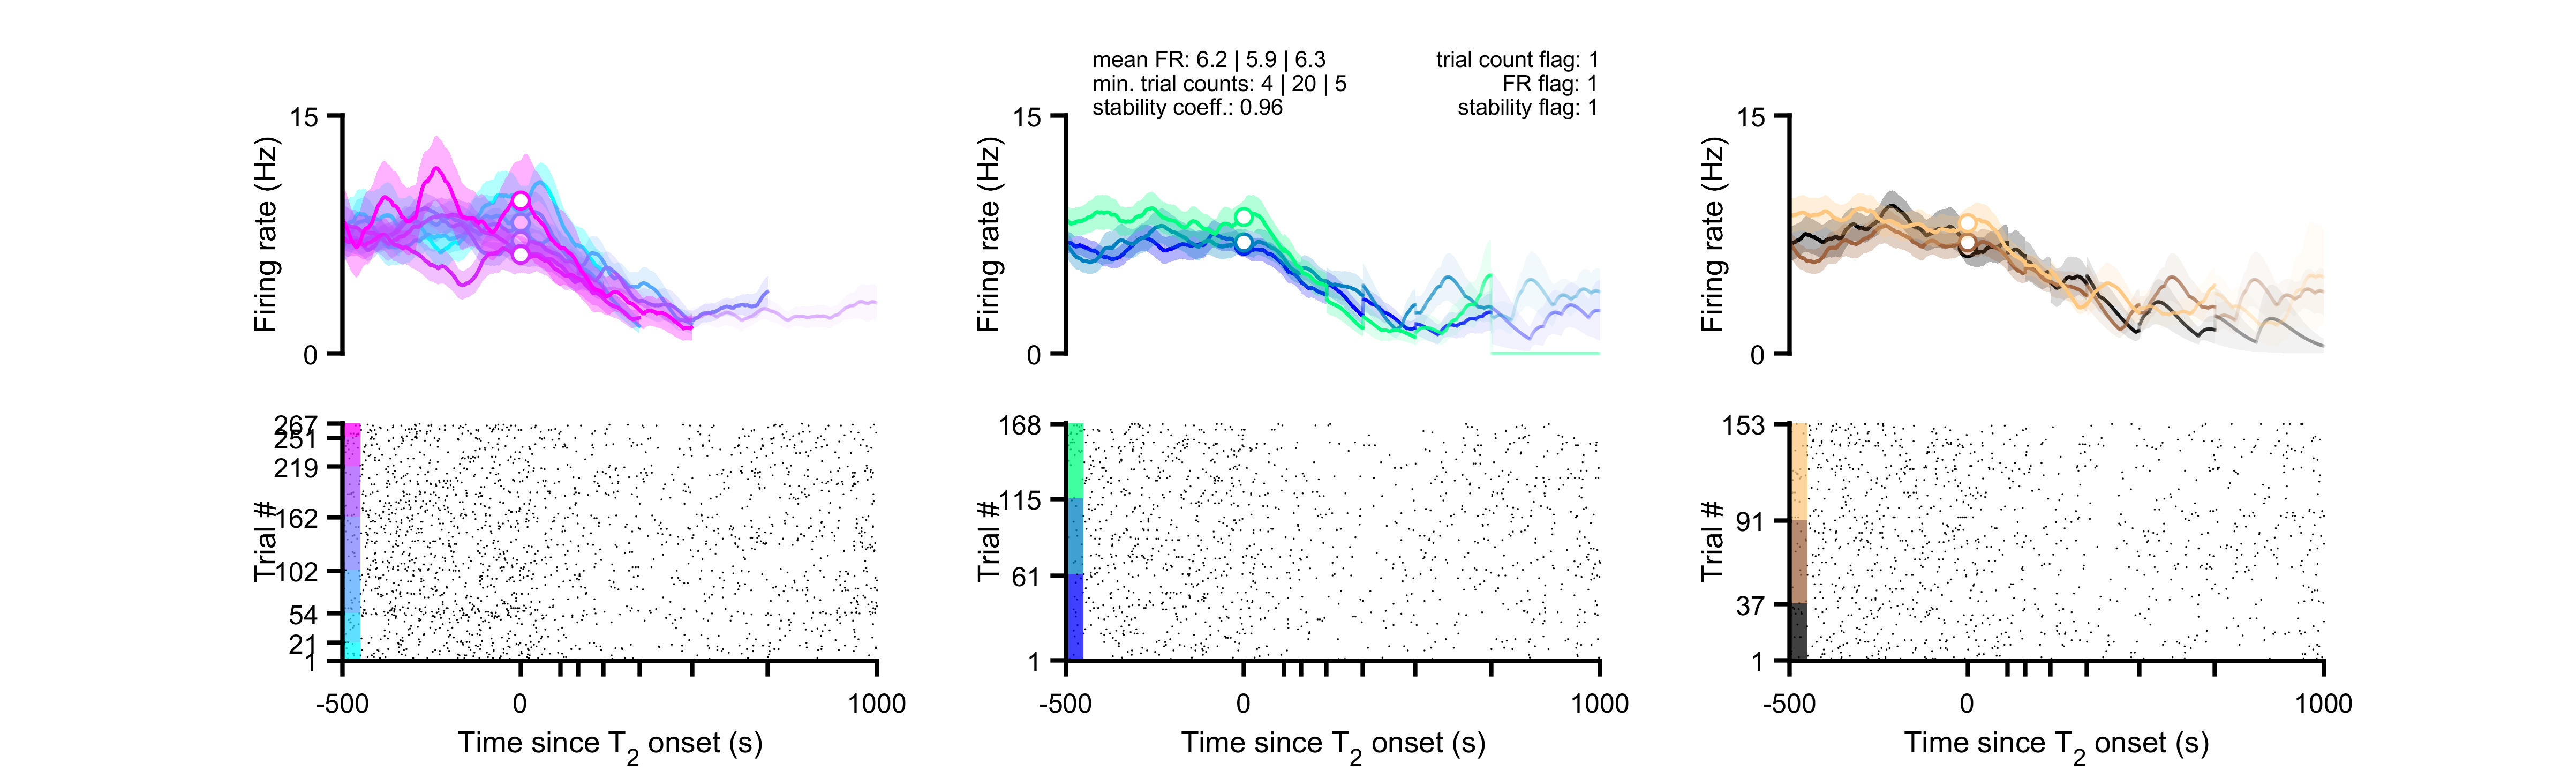 mean FR: 6.2 | 5.9 | 6.3
min. trial counts: 4 | 20 | 5
stability coeff.: 0.96
trial count flag: 1
FR flag: 1
stability flag: 1
15
0
Firing rate (Hz)
15
0
Firing rate (Hz)
15
0
Firing rate (Hz)
267
251
219
162
102
54
21
1
Trial #
-500
0
1000
Time since T2 onset (s)
168
115
61
1
Trial #
-500
0
1000
Time since T2 onset (s)
153
91
37
1
Trial #
-500
0
1000
Time since T2 onset (s)